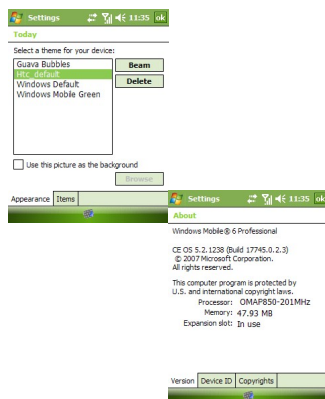 Settings 11:35 ok
Today
Select a theme for your device:
Guava Bubbles
Htc_default
Windows Default
Windows Mobile Green
Beam
Delete
Use this picture as the background
Browse
Appearance Items
Settings 11:35 ok
About
Windows Mobile® 6 Professional
CE OS 5.2.1238 (Build 17745.0.2.3)
© 2007 Microsoft Corporation.
All rights reserved.
This computer program is protected by
U.S. and international copyright laws.
Processor: OMAP850-201MHz
Memory: 47.93 MB
Expansion slot: In use
Version Device ID Copyrights